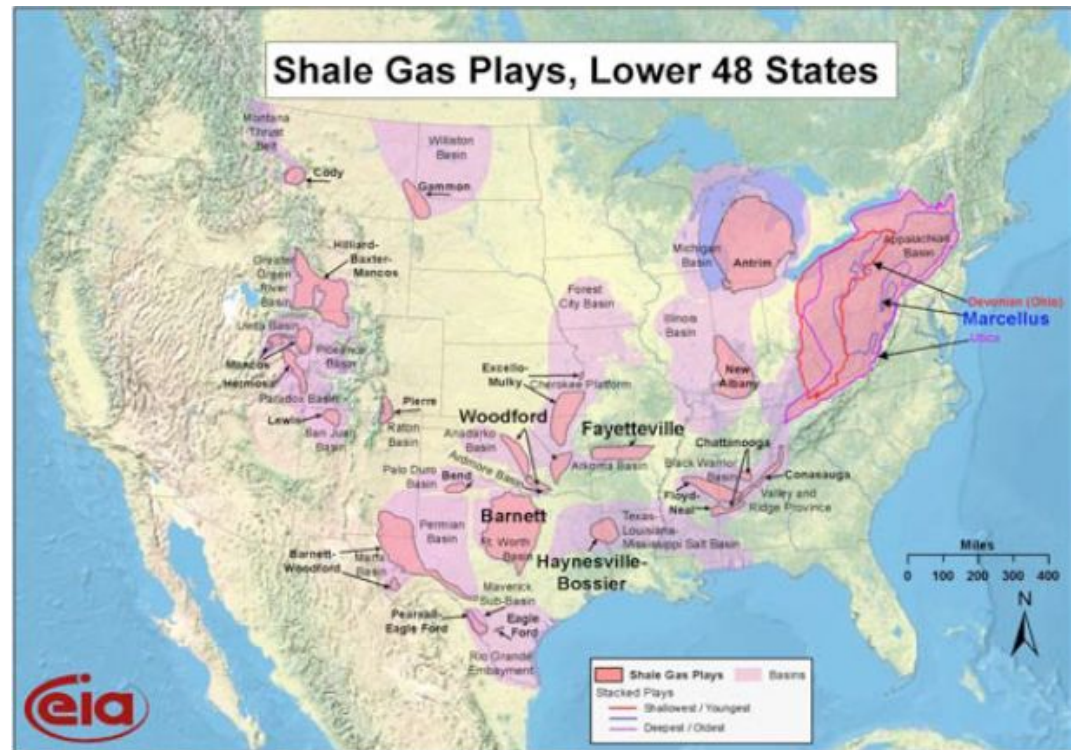 Shale Gas Plays, Lower 48 States
Montana
Thrust
Belt
Cody
Williston
Basin
Gammon
Hilliard-
Baxter-
Mancos
Greater
Green
River
Basin
Uinta Basin
Mancos
Piceance
Basin
Hermosa
Paradox Basin
Lewis
San Juan
Basin
Pierre
Raton
Basin
Michigan
Basin
Antrim
Appalachian
Basin
Devonian (Ohio)
Marcellus
Utica
Forest
City Basin
Illinois
Basin
New
Albany
Excello-
Mulky
Cherokee Platform
Woodford
Anadarko
Basin
Ardmore Basin
Arkoma Basin
Fayetteville
Chattanooga
Black Warrior
Basin
Conasauga
Floyd-
Neal
Valley and
Ridge Province
Palo Duro
Basin
Bend
Permian
Basin
Barnett
Ft. Worth
Basin
Barnett-
Woodford
Marfa
Basin
Texas-
Louisiana-
Mississippi Salt Basin
Haynesville-
Bossier
Maverick
Sub-Basin
Pearsall-
Eagle Ford
Eagle
Ford
Rio Grande
Embayment
Miles
0 100 200 300 400
N
Shale Gas Plays
Basins
Stacked Plays
Shallowest / Youngest
Deepest / Oldest
eia